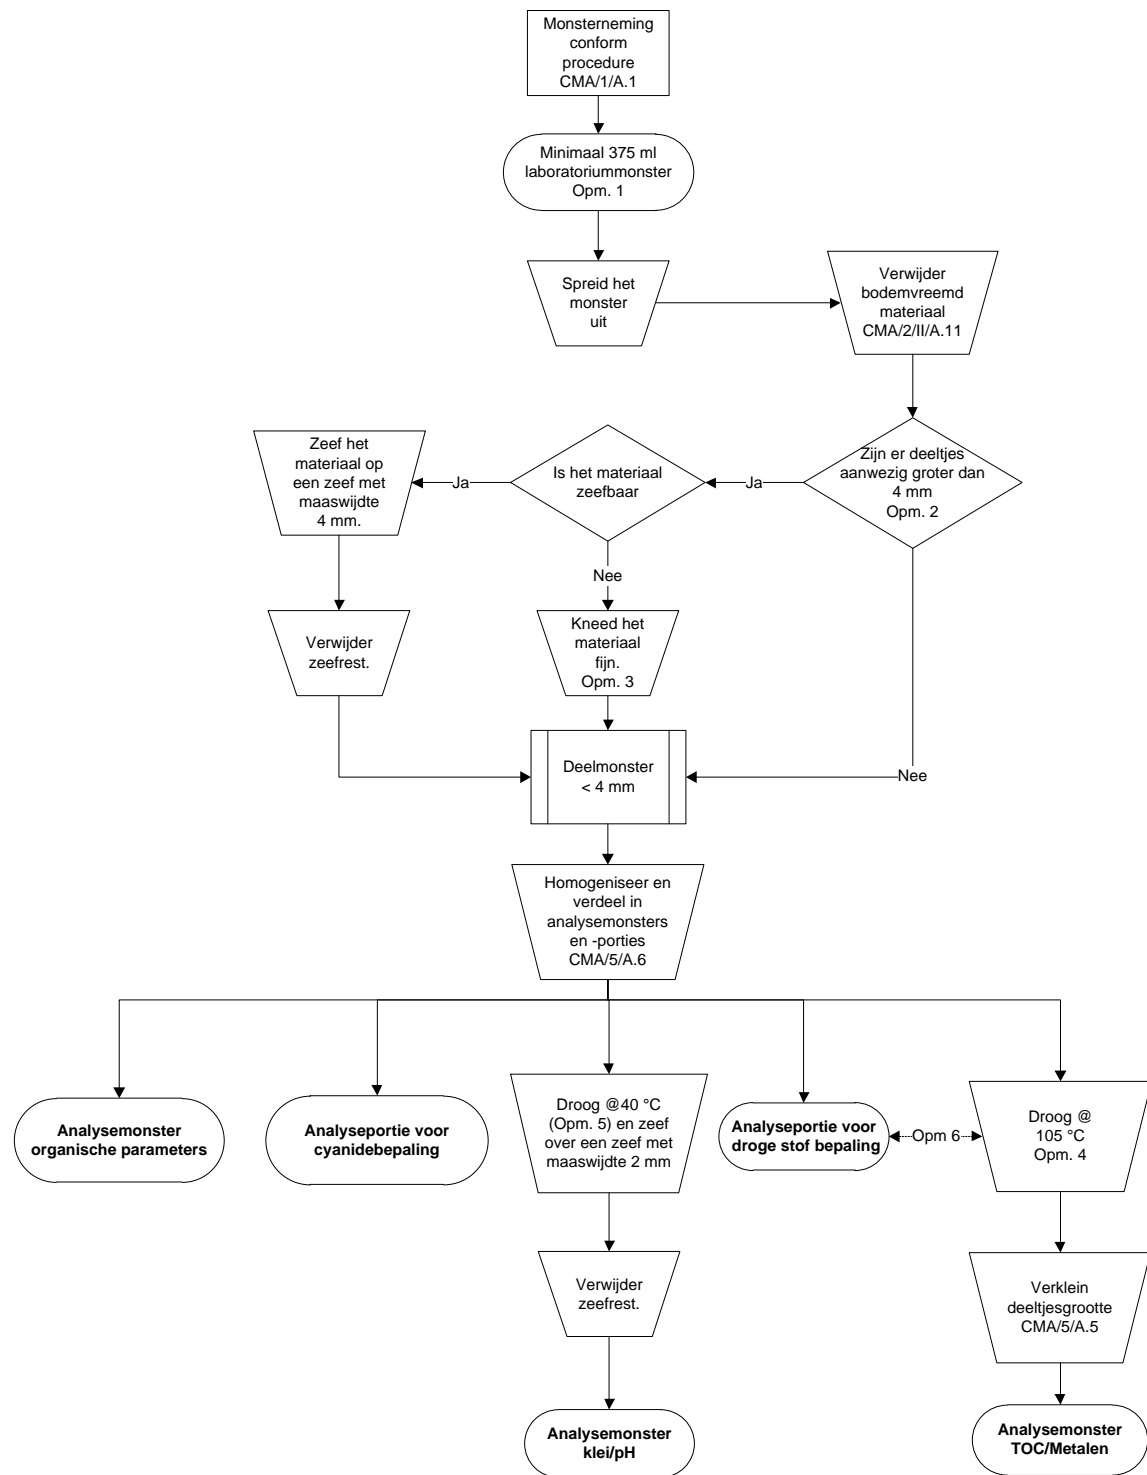 Monsterneming
conform
procedure
CMA/1/A.1
Minimaal 375 ml
laboratoriummonster
Opm. 1
Spreid het
monster
uit
Verwijder
bodemvreemd
materiaal
CMA/2/II/A.11
Zijn er deeltjes
aanwezig groter dan
4 mm
Opm. 2
Ja
Is het materiaal
zeefbaar
Ja
Zeef het
materiaal op
een zeef met
maaswijdte
4 mm.
Nee
Verwijder
zeefrest.
Kneed het
materiaal
fijn.
Opm. 3
Nee
Deelmonster
< 4 mm
Homogeniseer en
verdeel in
analysemonsters
en -porties
CMA/5/A.6
Analysemonster
organische parameters
Analyseportie voor
cyanidebepaling
Droog @40 °C
(Opm. 5) en zeef
over een zeef met
maaswijdte 2 mm
Analyseportie voor
droge stof bepaling
Opm 6
Droog @
105 °C
Opm. 4
Verwijder
zeefrest.
Verklein
deeltjesgrootte
CMA/5/A.5
Analysemonster
klei/pH
Analysemonster
TOC/Metalen